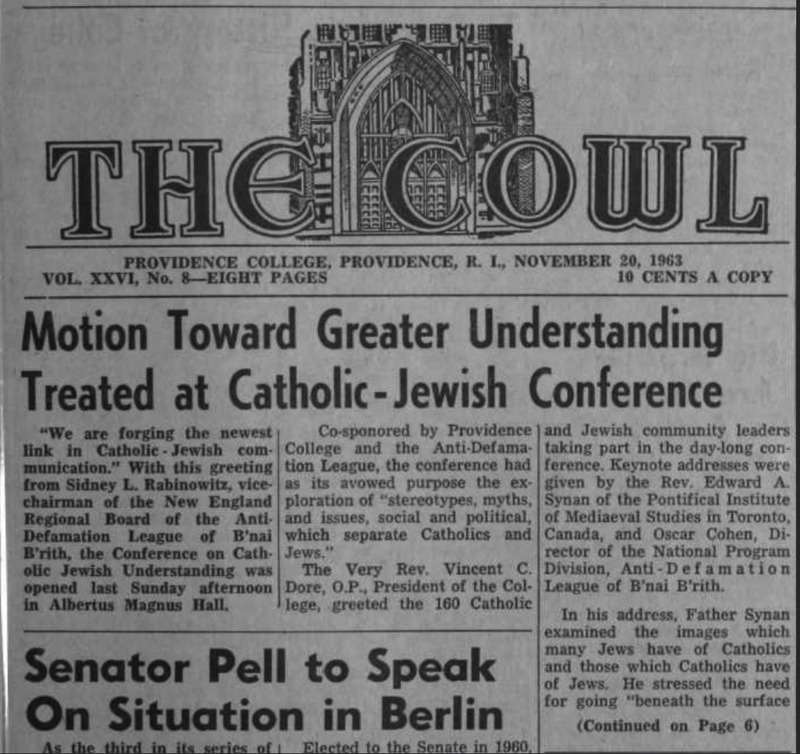 THE COWL
PROVIDENCE COLLEGE, PROVIDENCE, R. I., NOVEMBER 20, 1963
VOL. XXVI, No. 8—EIGHT PAGES 10 CENTS A COPY
Motion Toward Greater Understanding
Treated at Catholic-Jewish Conference
"We are forging the newest
link in Catholic-Jewish com-
munication." With this greeting
from Sidney L. Rabinowitz, vice-
chairman of the New England
Regional Board of the Anti-
Defamation League of B'nai
B'rith, the Conference on Cath-
olic Jewish Understanding was
opened last Sunday afternoon
in Albertus Magnus Hall.
Co-sponored by Providence
College and the Anti-Defama-
tion League, the conference had
as its avowed purpose the ex-
ploration of "stereotypes, myths,
and issues, social and political,
which separate Catholics and
Jews."
The Very Rev. Vincent C.
Dore, O.P., President of the Col-
lege, greeted the 160 Catholic
and Jewish community leaders
taking part in the day-long con-
ference. Keynote addresses were
given by the Rev. Edward A.
Synan of the Pontifical Institute
of Mediaeval Studies in Toronto,
Canada, and Oscar Cohen, Di-
rector of the National Program
Division, Anti-Defamation
League of B'nai B'rith.
In his address, Father Synan
examined the images which
many Jews have of Catholics
and those which Catholics have
of Jews. He stressed the need
for going "beneath the surface
(Continued on Page 6)
Senator Pell to Speak
On Situation in Berlin
As the third in its series of
Elected to the Senate in 1960,